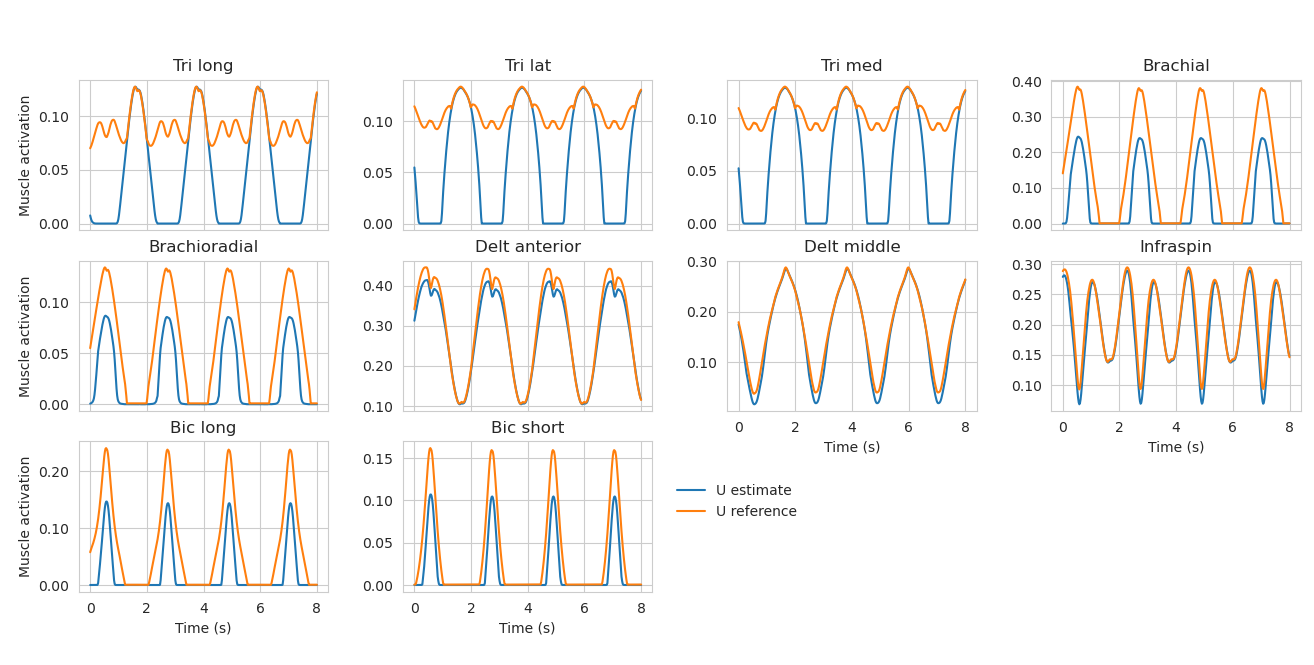 Tri long
Tri lat
Tri med
Brachial
Muscle activation
0.10
0.05
0.00
0.10
0.05
0.00
0.10
0.05
0.00
0.40
0.30
0.20
0.10
0.00
Brachioradial
Delt anterior
Delt middle
Infraspin
Muscle activation
0.10
0.05
0.00
0.40
0.30
0.20
0.10
0.30
0.20
0.10
0.30
0.25
0.20
0.15
0.10
0 2 4 6 8
Time (s)
0 2 4 6 8
Time (s)
Bic long
Bic short
Muscle activation
0.20
0.10
0.00
0.15
0.10
0.05
0.00
0 2 4 6 8
Time (s)
0 2 4 6 8
Time (s)
U estimate
U reference